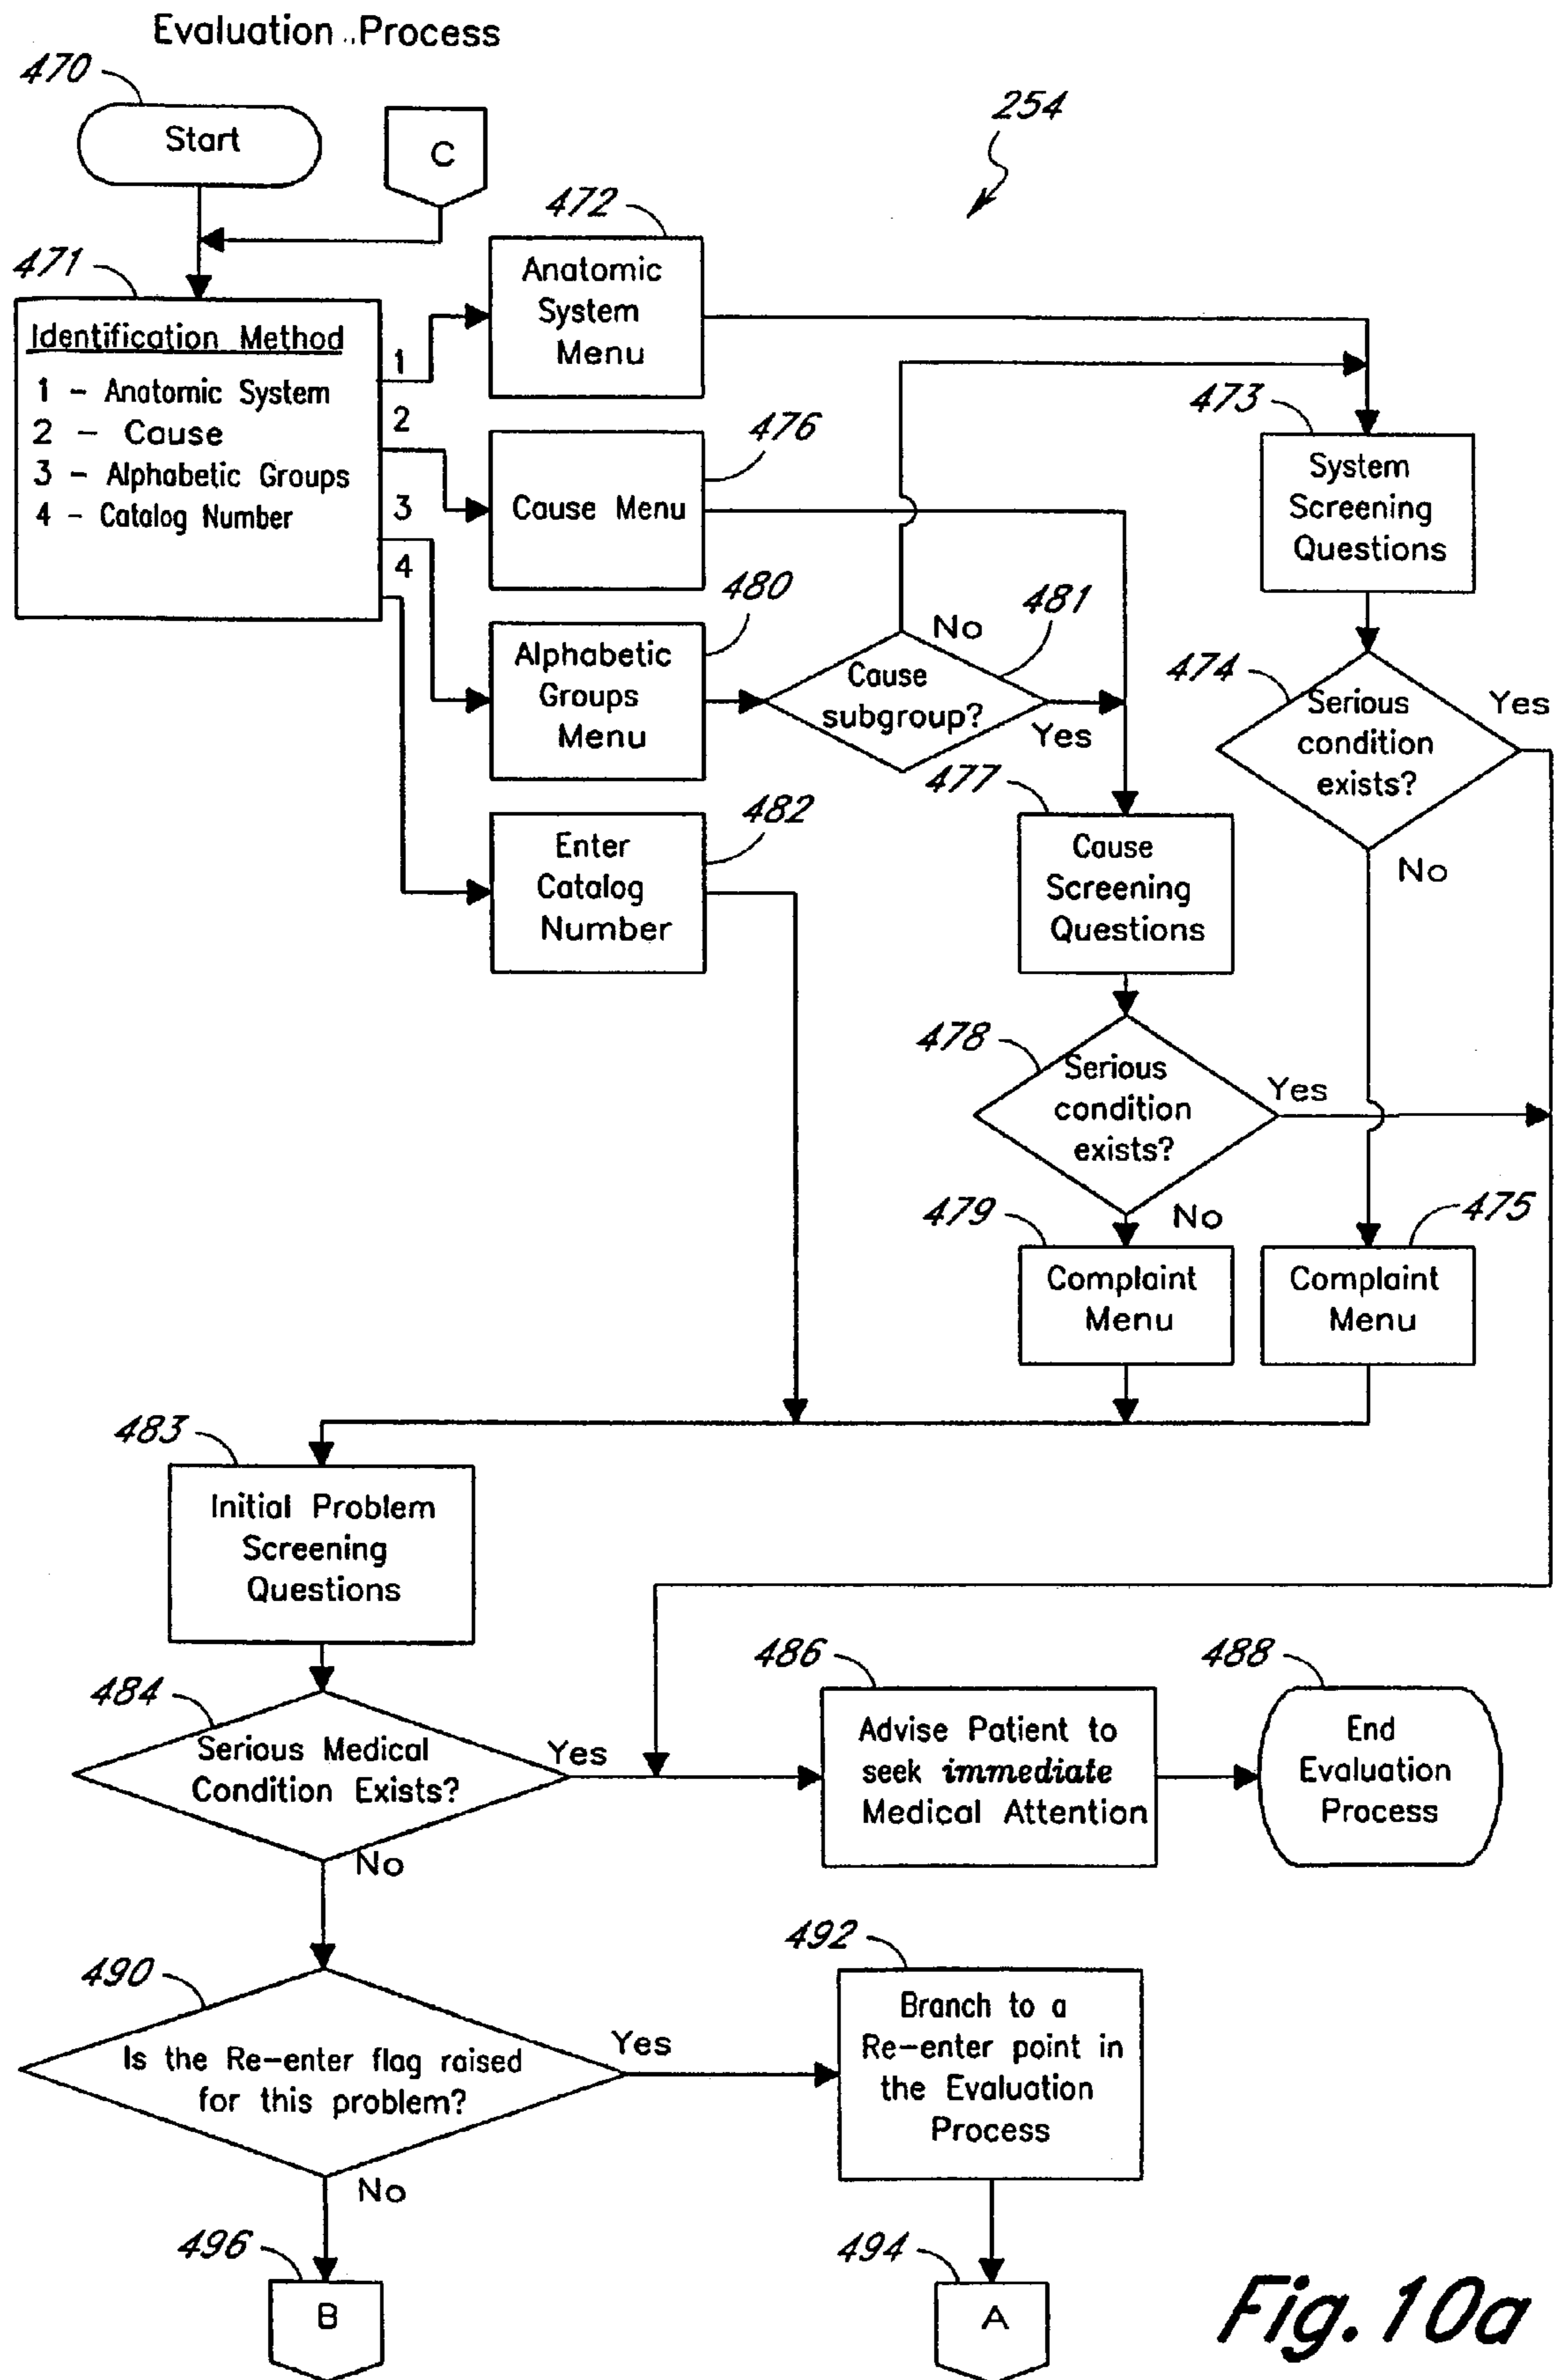 Evaluation Process
470
Start
C
254
471
Identification Method
1 - Anatomic System
2 - Cause
3 - Alphabetic Groups
4 - Catalog Number
1
2
3
4
472
Anatomic
System
Menu
476
Cause Menu
480
Alphabetic
Groups
Menu
481
Cause
subgroup?
No
Yes
482
Enter
Catalog
Number
473
System
Screening
Questions
474
Serious
condition
exists?
Yes
No
477
Cause
Screening
Questions
478
Serious
condition
exists?
Yes
No
479
Complaint
Menu
475
Complaint
Menu
483
Initial Problem
Screening
Questions
484
Serious Medical
Condition Exists?
Yes
No
486
Advise Patient to
seek immediate
Medical Attention
488
End
Evaluation
Process
490
Is the Re-enter flag raised
for this problem?
Yes
No
492
Branch to a
Re-enter point in
the Evaluation
Process
496
B
494
A
Fig. 10a